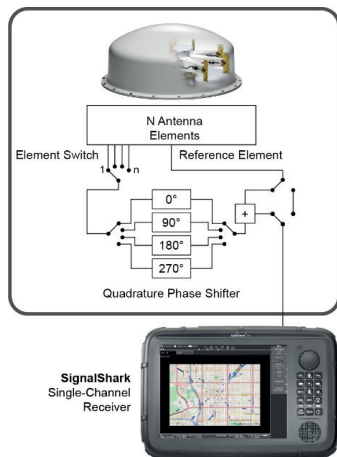 N Antenna
Elements
Element Switch
Reference Element
1
n
0°
90°
180°
270°
+
Quadrature Phase Shifter
SignalShark
Single-Channel
Receiver